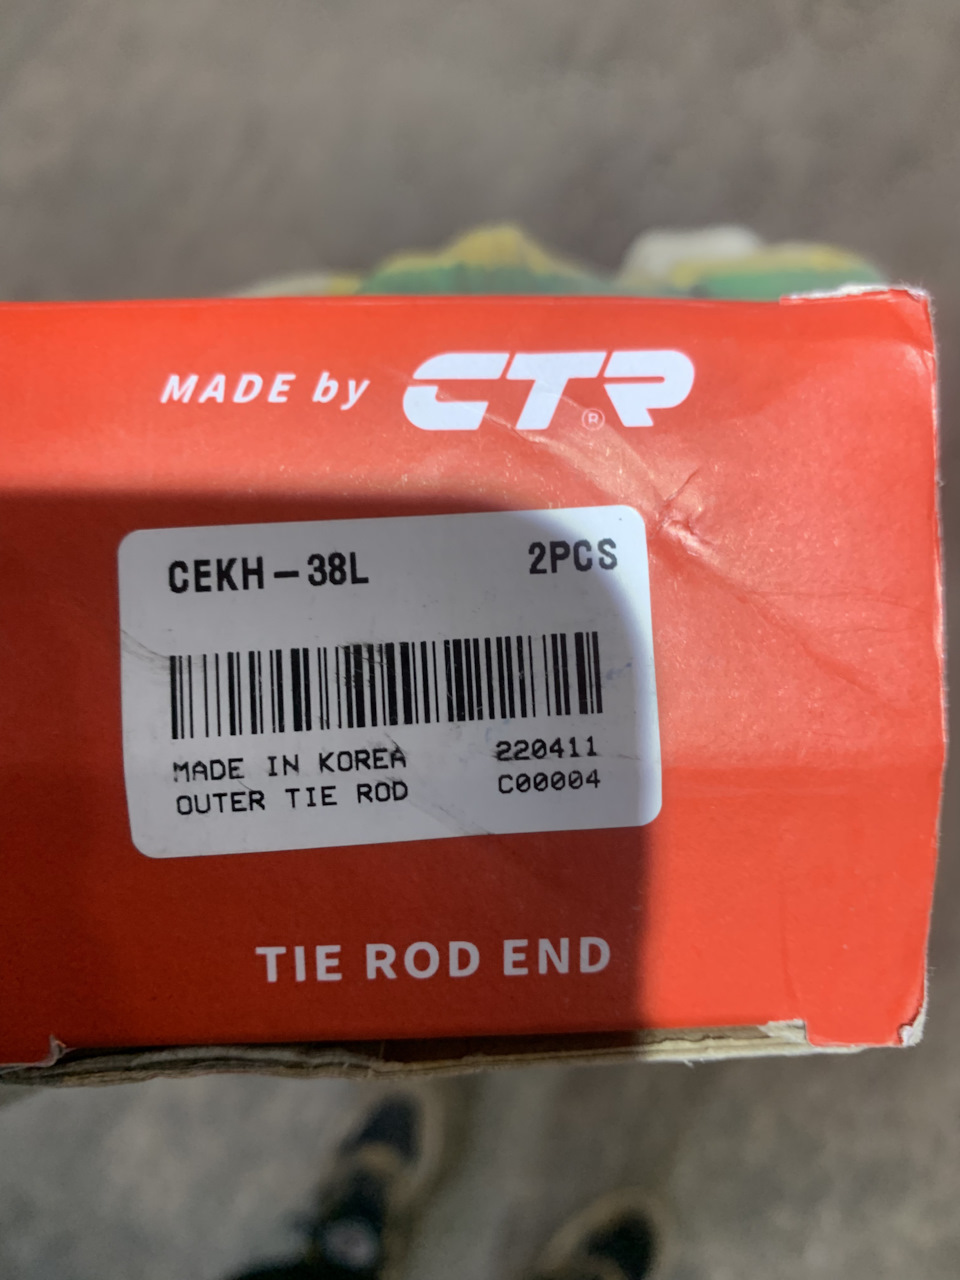 MADE by CTR®
CEKH-38L 2PCS
MADE IN KOREA 220411
OUTER TIE ROD C00004
TIE ROD END